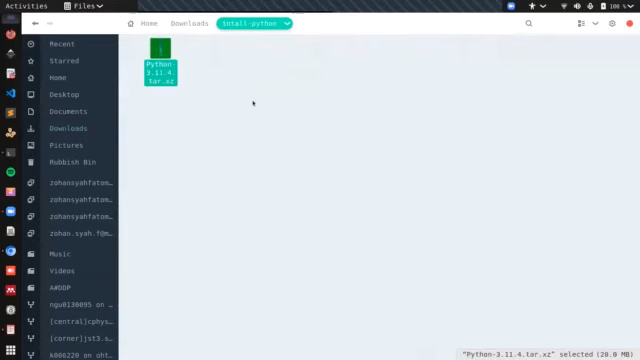 Activities
Files
100 %
Home
Downloads
intall-python
Recent
Starred
Home
Desktop
Documents
Downloads
Pictures
Rubbish Bin
zohansyahfatom…
zohansyahfatom…
zohansyahfatom…
zohan.syah.f@m…
Music
Videos
A#DDP
ngu0130095 on …
[central]cphys…
[corner]jst3.s…
k006220 on oht…
Python-
3.11.4.
tar.xz
"Python-3.11.4.tar.xz" selected (20.0 MB)